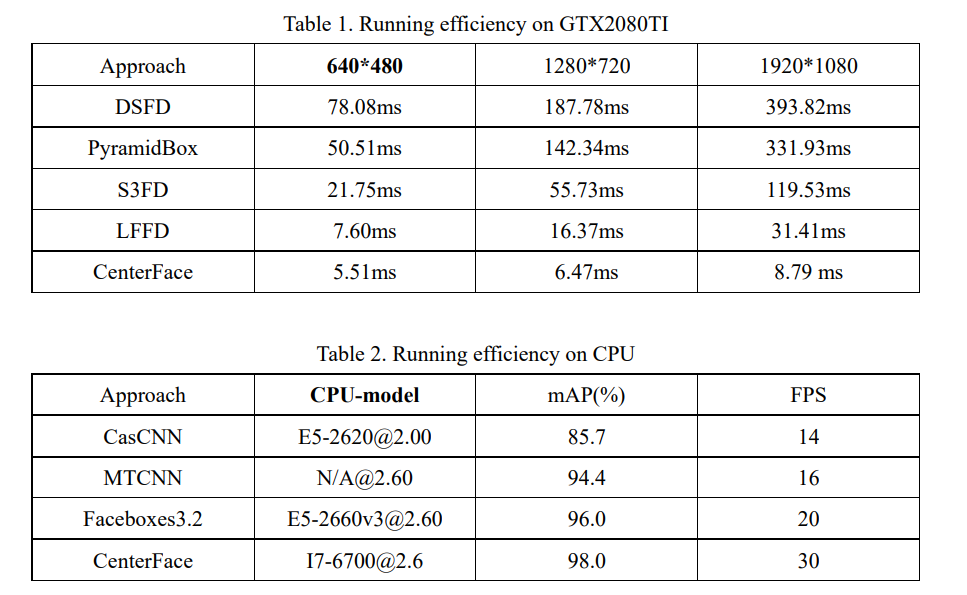 Table 1. Running efficiency on GTX2080TI
Approach 640*480 1280*720 1920*1080
DSFD 78.08ms 187.78ms 393.82ms
PyramidBox 50.51ms 142.34ms 331.93ms
S3FD 21.75ms 55.73ms 119.53ms
LFFD 7.60ms 16.37ms 31.41ms
CenterFace 5.51ms 6.47ms 8.79 ms
Table 2. Running efficiency on CPU
Approach CPU-model mAP(%) FPS
CasCNN E5-2620@2.00 85.7 14
MTCNN N/A@2.60 94.4 16
Faceboxes3.2 E5-2660v3@2.60 96.0 20
CenterFace I7-6700@2.6 98.0 30